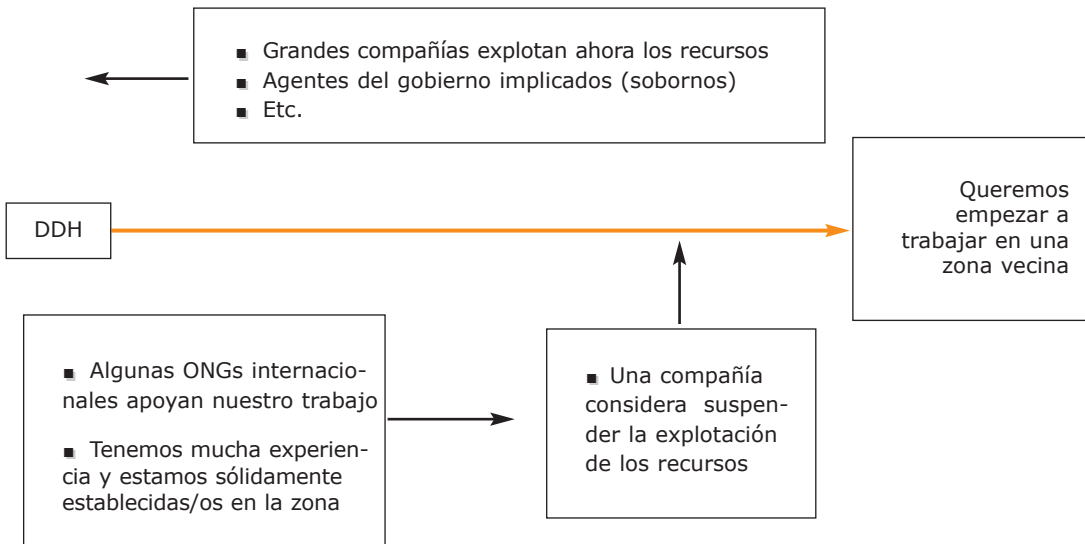 ■ Grandes compañías explotan ahora los recursos
■ Agentes del gobierno implicados (sobornos)
■ Etc.
DDH
Queremos
empezar a
trabajar en una
zona vecina
■ Algunas ONGs internacio-
nales apoyan nuestro trabajo
■ Tenemos mucha experien-
cia y estamos sólidamente
establecidas/os en la zona
■ Una compañía
considera suspen-
der la explotación
de los recursos